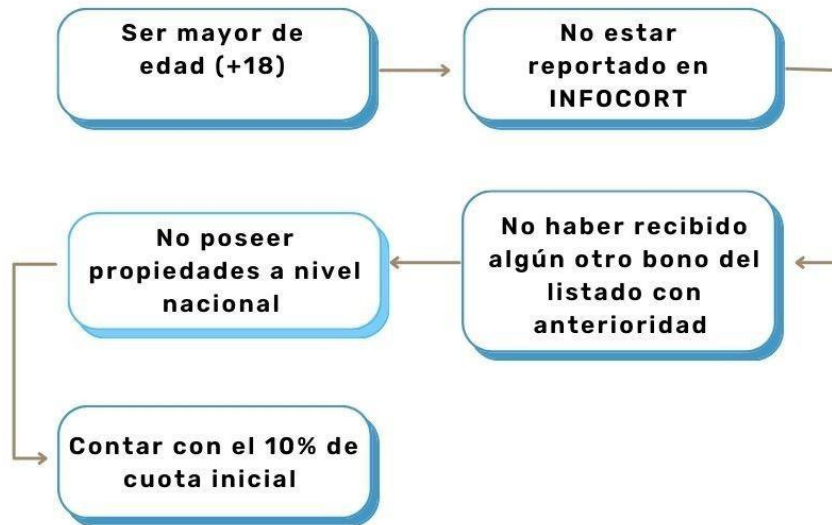 Ser mayor de
edad (+18)
No estar
reportado en
INFOCORT
No haber recibido
algún otro bono del
listado con
anterioridad
No poseer
propiedades a nivel
nacional
Contar con el 10% de
cuota inicial